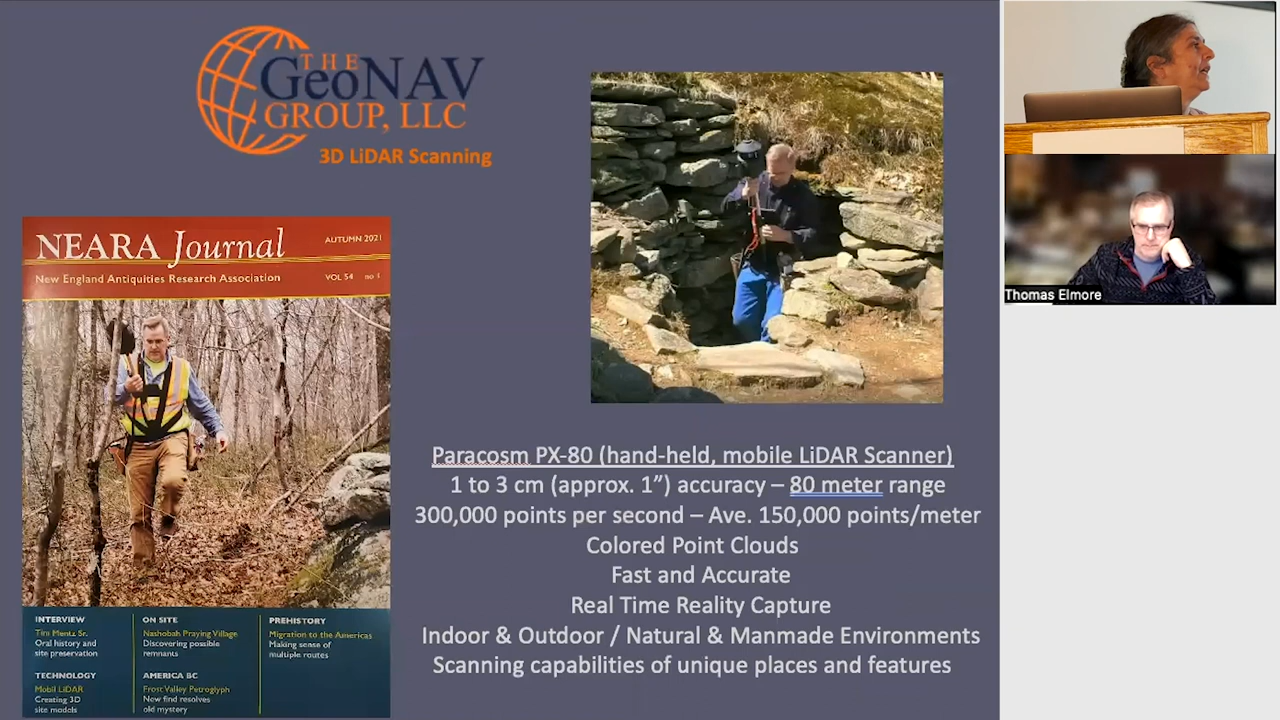 THE
GeoNAV
GROUP, LLC
3D LiDAR Scanning
NEARA Journal
AUTUMN 2021
New England Antiquities Research Association
VOL 54 no 1
INTERVIEW
Tim Mentz Sr.
Oral history and
site preservation
TECHNOLOGY
Mobil LiDAR
Creating 3D
site models
ON SITE
Nashobah Praying Village
Discovering possible
remnants
AMERICA BC
Frost Valley Petroglyph
New find resolves
old mystery
PREHISTORY
Migration to the Americas
Making sense of
multiple routes
Paracosm PX-80 (hand-held, mobile LiDAR Scanner)
1 to 3 cm (approx. 1”) accuracy – 80 meter range
300,000 points per second – Ave. 150,000 points/meter
Colored Point Clouds
Fast and Accurate
Real Time Reality Capture
Indoor & Outdoor / Natural & Manmade Environments
Scanning capabilities of unique places and features
Thomas Elmore